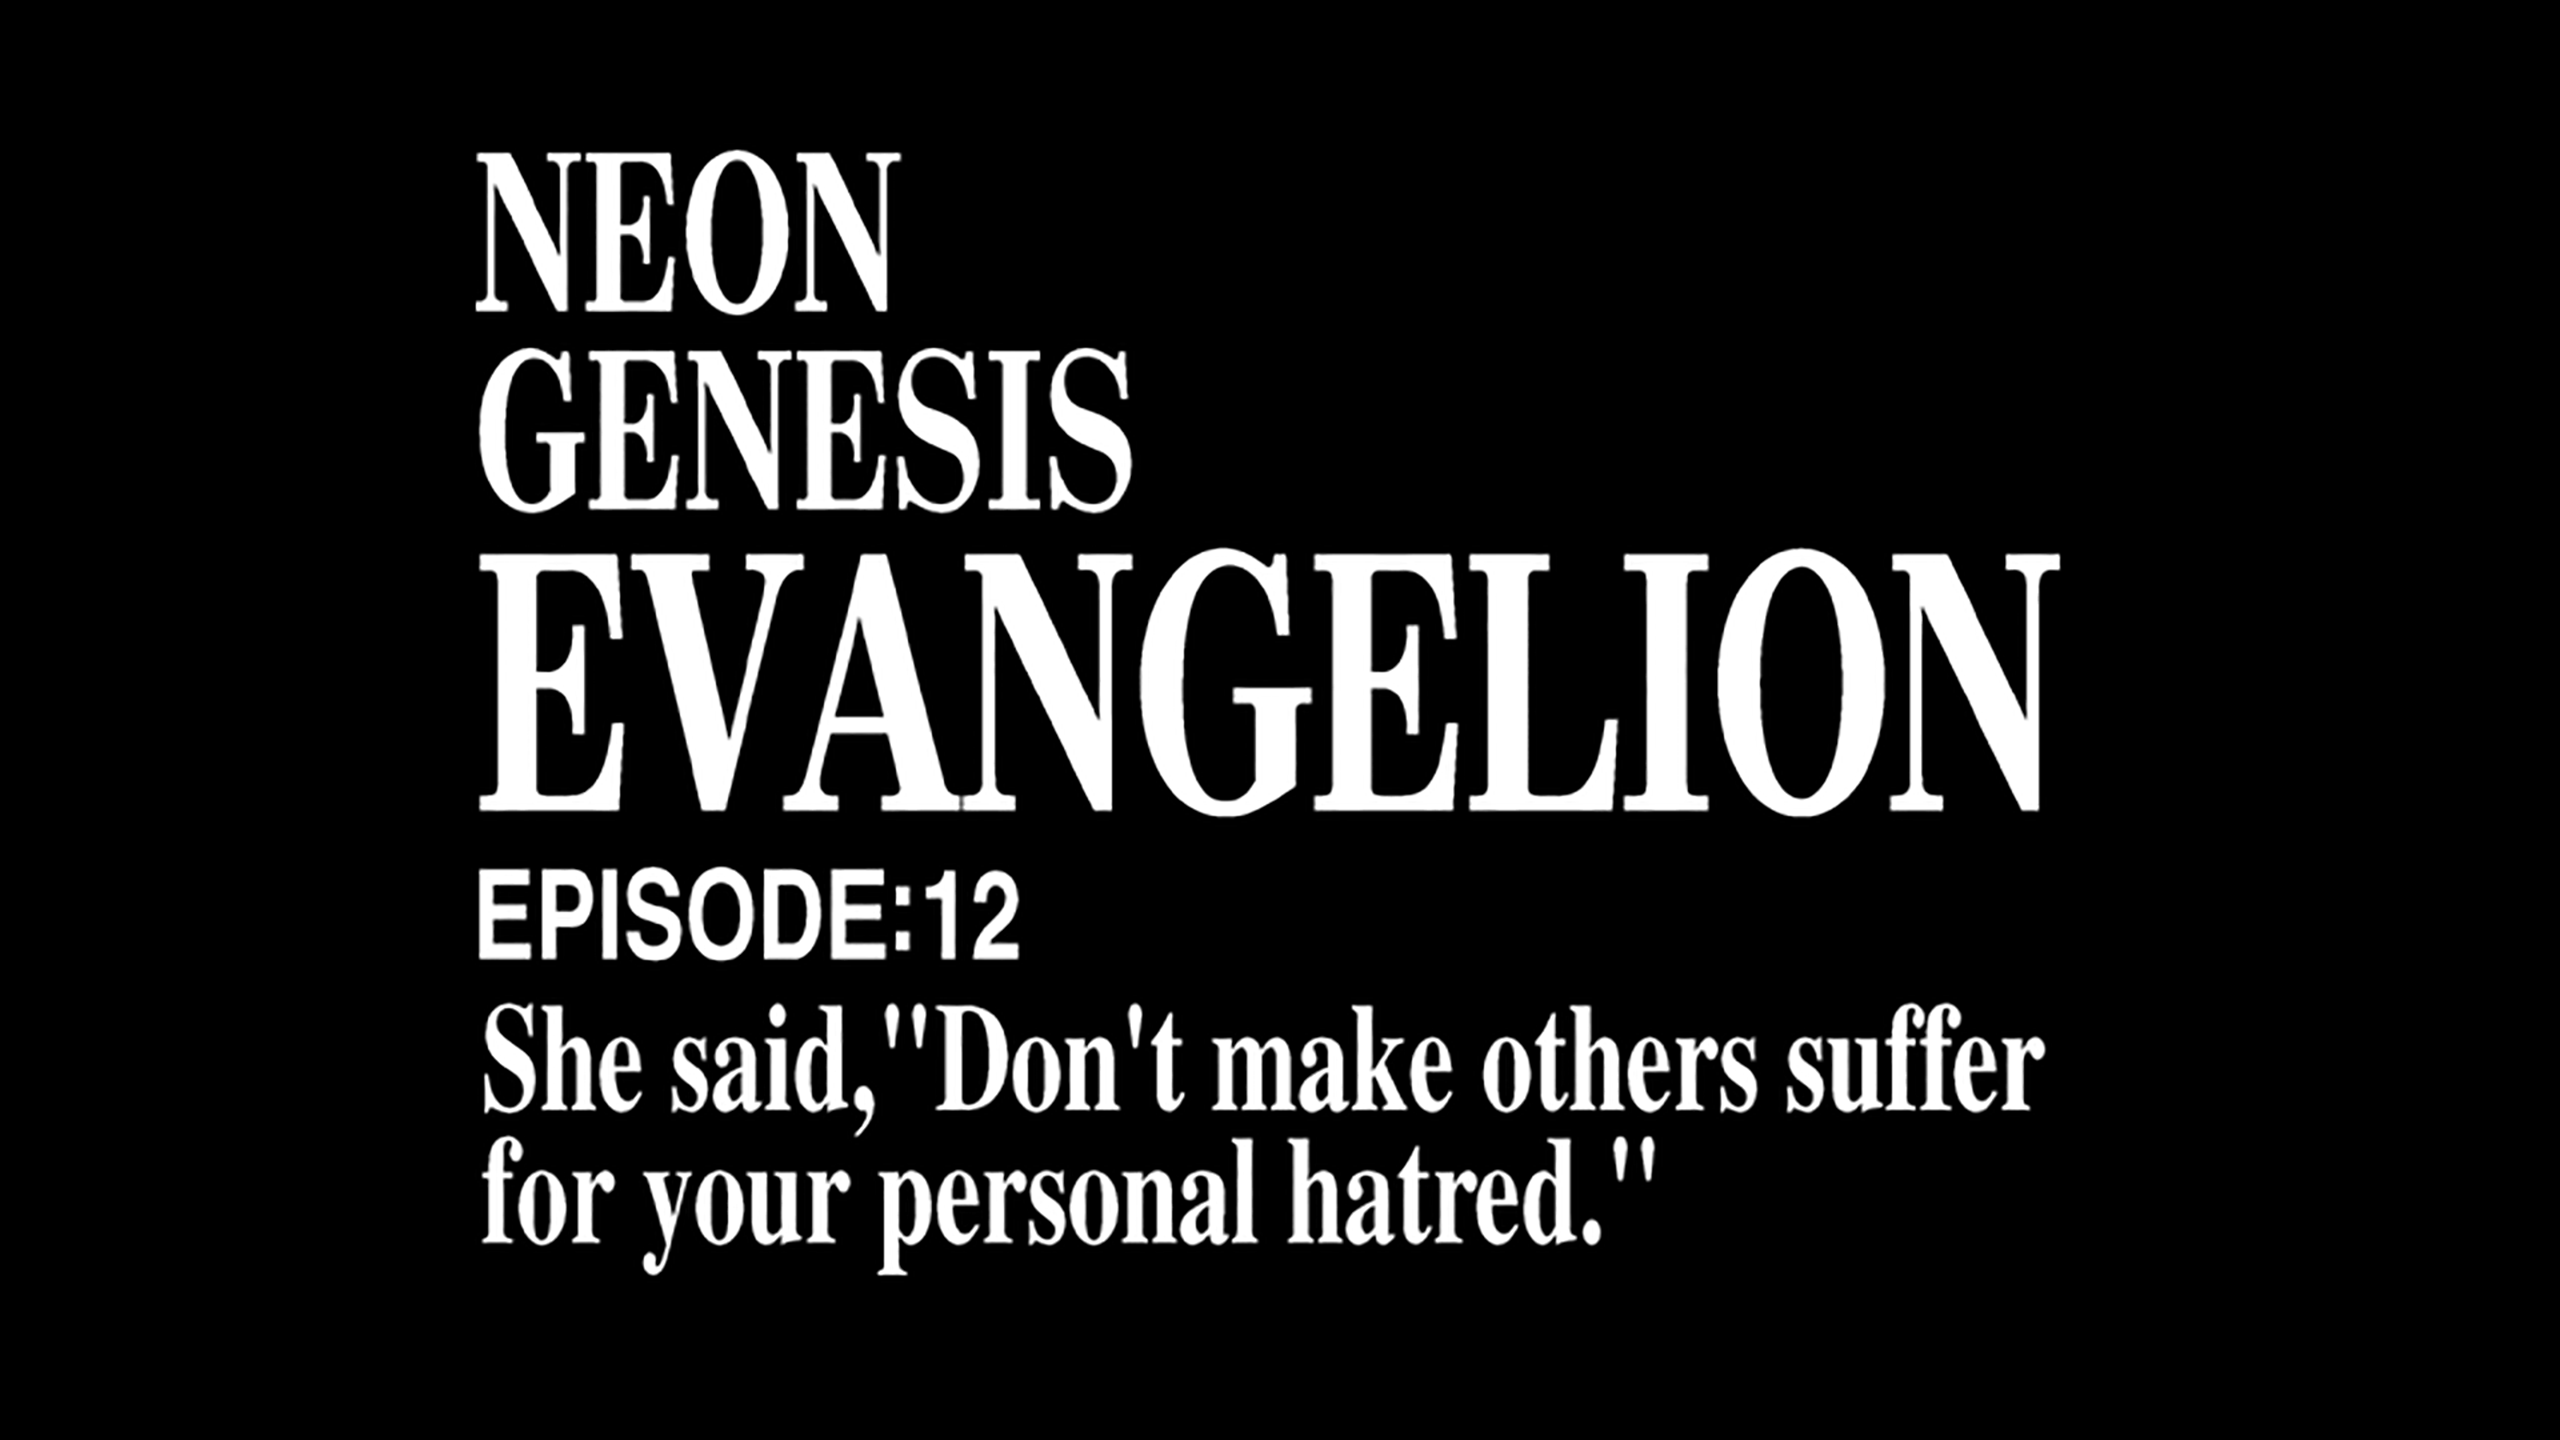 NEON
GENESIS
EVANGELION
EPISODE:12
She said,"Don't make others suffer
for your personal hatred."